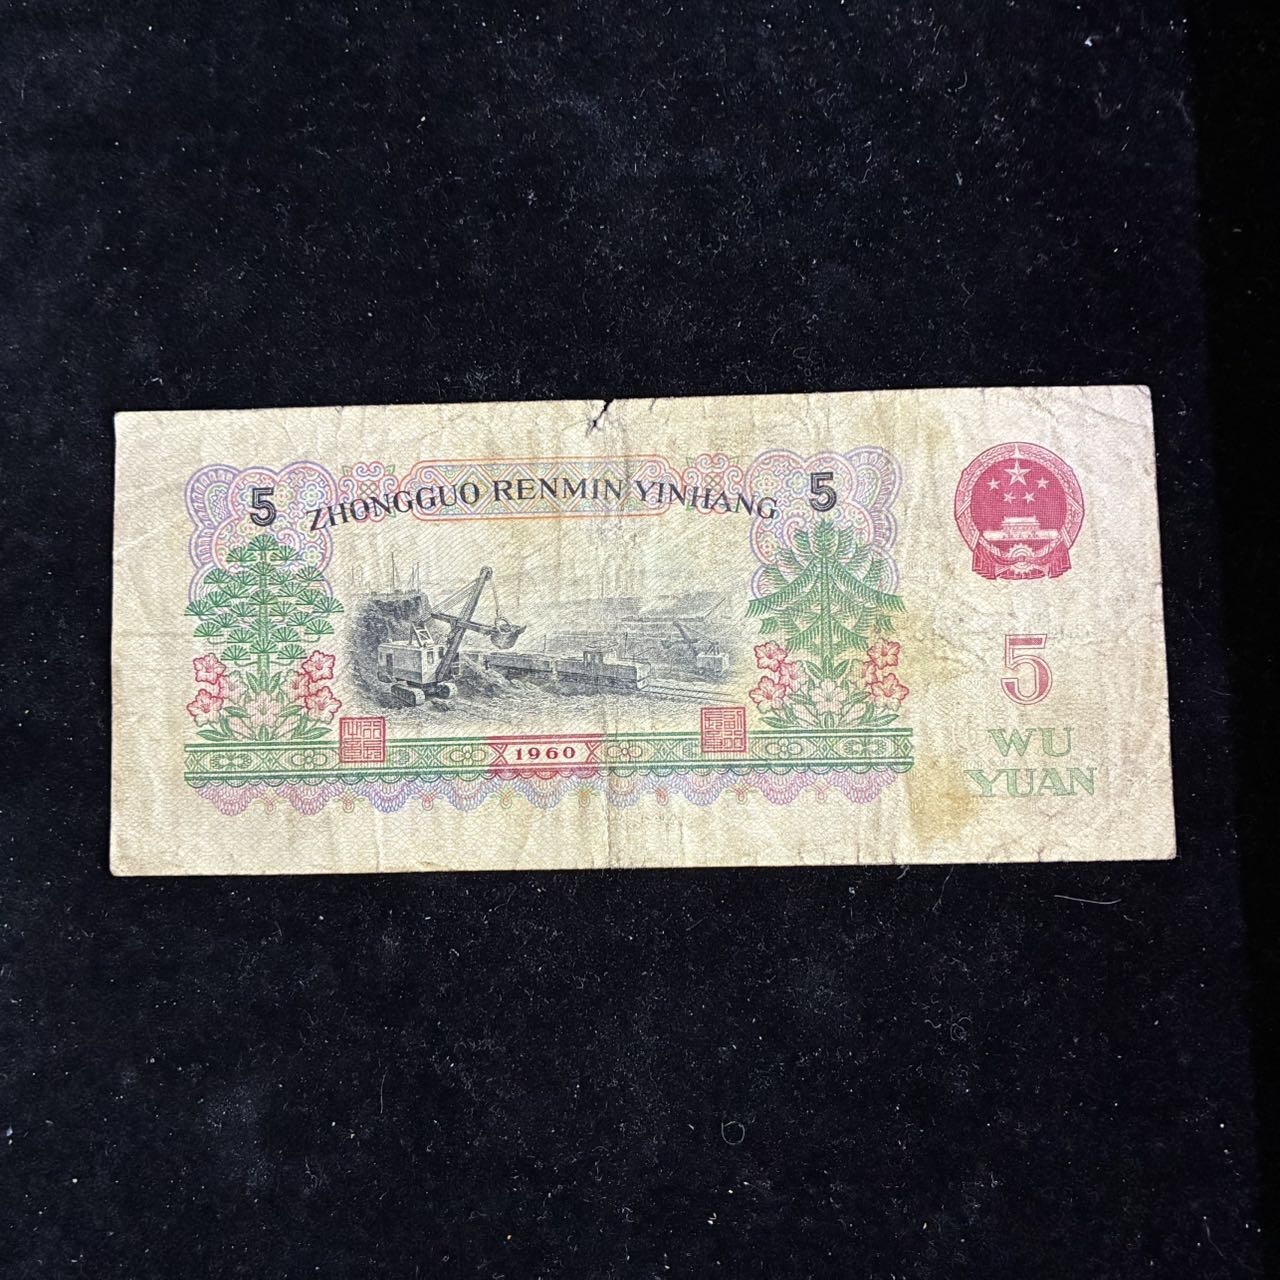 5 ZHONGGUO RENMIN YINHANG 5
5
WU
YUAN
1960